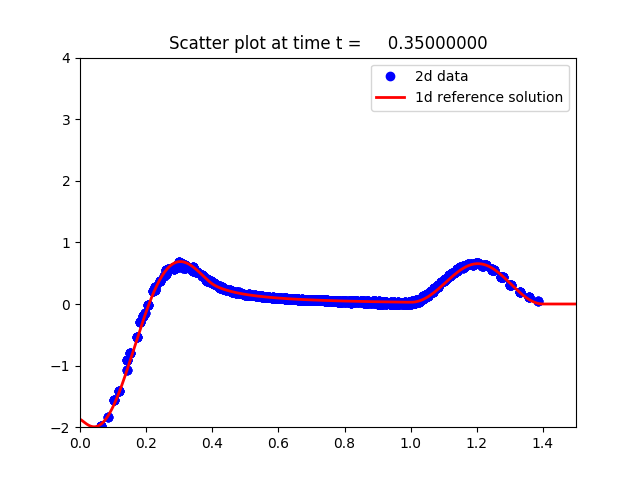 Scatter plot at time t =     0.35000000
2d data
1d reference solution
4
3
2
1
0
−1
−2
0.0 0.2 0.4 0.6 0.8 1.0 1.2 1.4